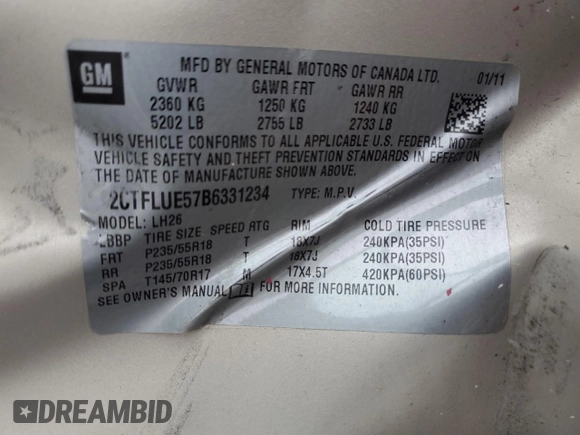 GM
MFD BY GENERAL MOTORS OF CANADA LTD. 01/11
GVWR GAWR FRT GAWR RR
2360 KG 1250 KG 1240 KG
5202 LB 2755 LB 2733 LB
THIS VEHICLE CONFORMS TO ALL APPLICABLE U.S. FEDERAL MOTOR
VEHICLE SAFETY AND THEFT PREVENTION STANDARDS IN EFFECT ON
THE DATE OF MANUFACTURE SHOWN ABOVE.
2CTFLUE57B6331234 TYPE: M.P.V.
MODEL: LH26
LBBP TIRE SIZE SPEED RTG RIM COLD TIRE PRESSURE
FRT P235/55R18 T 18X7J 240KPA(35PSI)
RR P235/55R18 T 18X7J 240KPA(35PSI)
SPA T145/70R17 M 17X4.5T 420KPA(60PSI)
SEE OWNER'S MANUAL FOR MORE INFORMATION.
DREAMBID